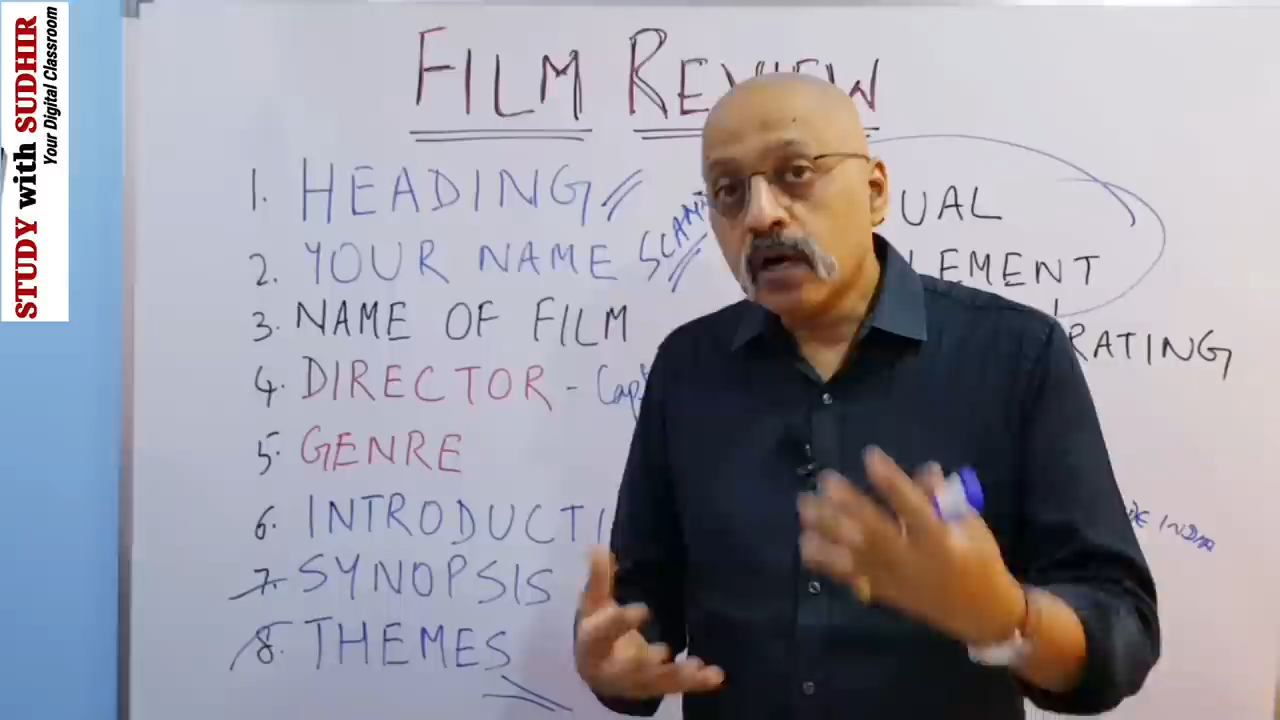 STUDY with SUDHIR
Your Digital Classroom
FILM REVIEW
1. HEADING
2. YOUR NAME
3. NAME OF FILM
4. DIRECTOR -
5. GENRE
6. INTRODUCTI
7. SYNOPSIS
8. THEMES
UAL
LEMENT
RATING